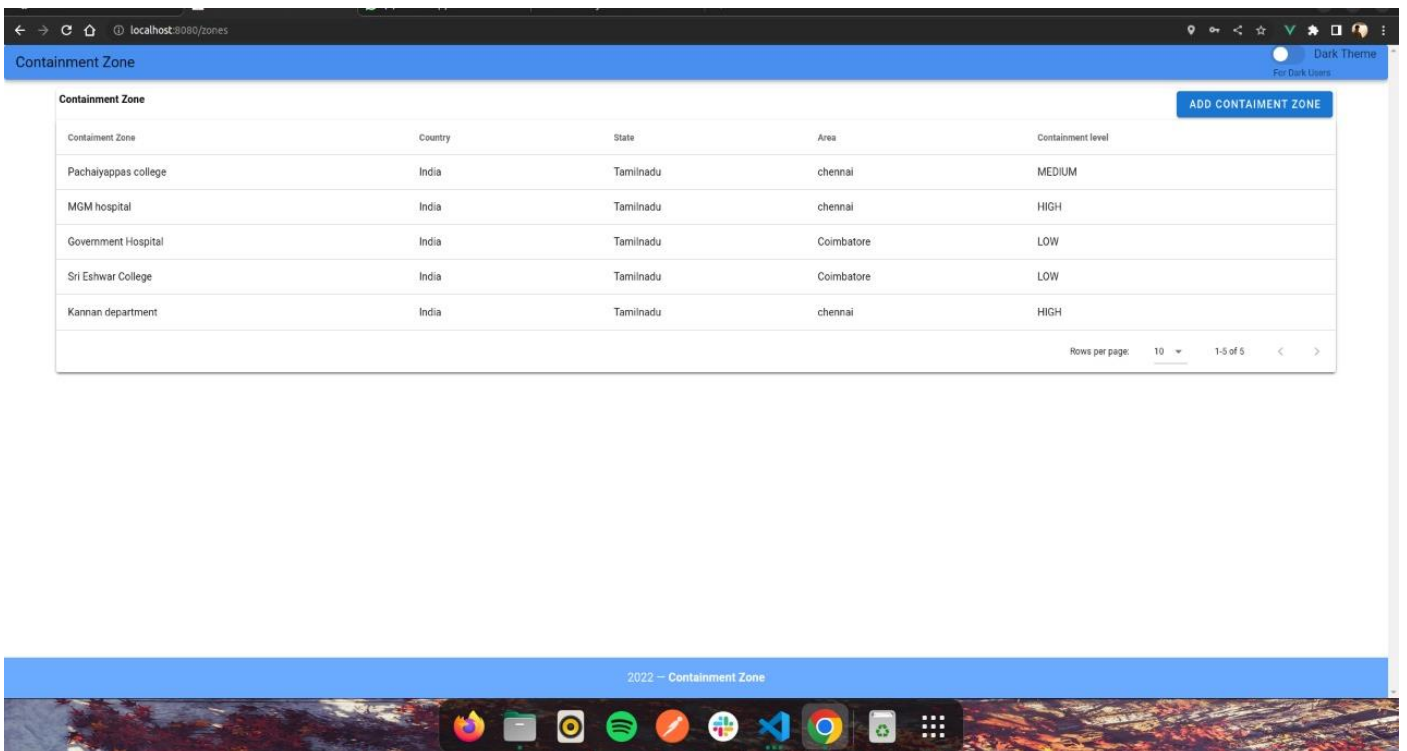 localhost:8080/zones
Containment Zone
Dark Theme
For Dark Users
Containment Zone
ADD CONTAIMENT ZONE
Contaiment Zone Country State Area Containment level
Pachaiyappas college India Tamilnadu chennai MEDIUM
MGM hospital India Tamilnadu chennai HIGH
Government Hospital India Tamilnadu Coimbatore LOW
Sri Eshwar College India Tamilnadu Coimbatore LOW
Kannan department India Tamilnadu chennai HIGH
Rows per page: 10 1-5 of 5
2022 — Containment Zone